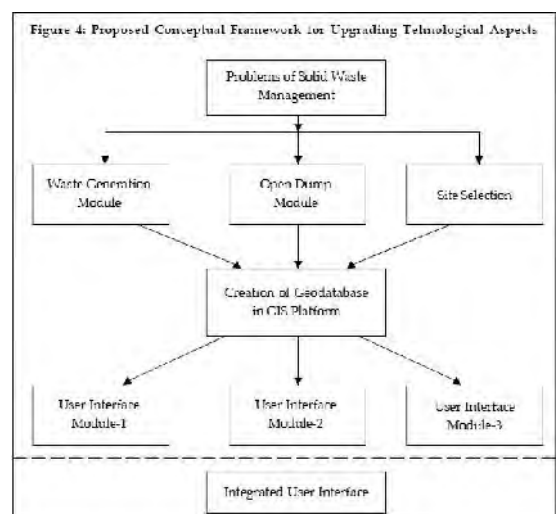 Figure 4: Proposed Conceptual Framework for Upgrading Telnological Aspects
Problems of Solid Waste
Management
Waste Generation
Module
Open Dump
Module
Site Selection
Creation of Geodatabase
in GIS Platform
User Interface
Module-1
User Interface
Module-2
User Interface
Module-3
Integrated User Interface